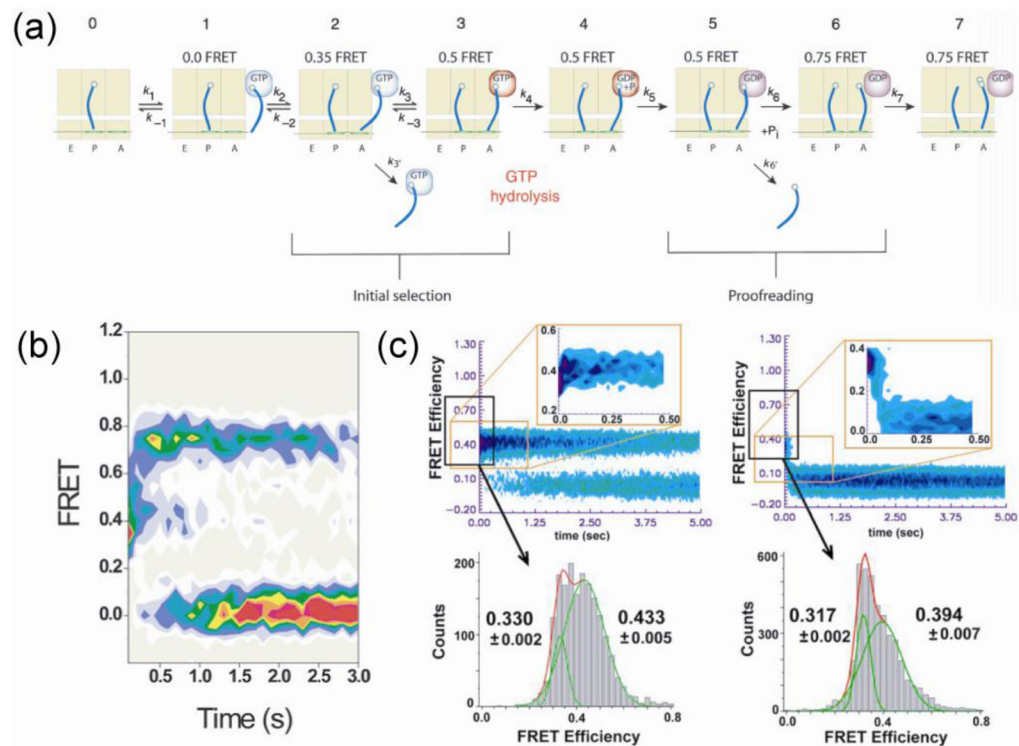 (a)
0 1 2 3 4 5 6 7
0.0 FRET 0.35 FRET 0.5 FRET 0.5 FRET 0.5 FRET 0.75 FRET 0.75 FRET
GTP GTP GTP* GDP +Pi GDP GDP GDP
k1 k2 k3 k4 k5 k6 k7
k-1 k-2 k-3
+Pi
E P A E P A E P A E P A E P A E P A E P A E P A
k3' k6'
GTP
GTP
hydrolysis
Initial selection Proofreading
(b)
FRET
1.2
1.0
0.8
0.6
0.4
0.2
0.0
0.5 1.0 1.5 2.0 2.5 3.0
Time (s)
(c)
FRET Efficiency
1.30
1.00
0.70
0.40
0.10
−0.20
0.00 1.25 2.50 3.75 5.00
time (sec)
0.6
0.4
0.2
0.0 0.25 0.50
FRET Efficiency
1.30
1.00
0.70
0.40
0.10
−0.20
0.00 1.25 2.50 3.75 5.00
time (sec)
0.4
0.2
0.0
0.0 0.25 0.50
Counts
200
100
0
0.330
±0.002
0.433
±0.005
0.0 0.4 0.8
FRET Efficiency
Counts
600
300
0
0.317
±0.002
0.394
±0.007
0.0 0.4 0.8
FRET Efficiency